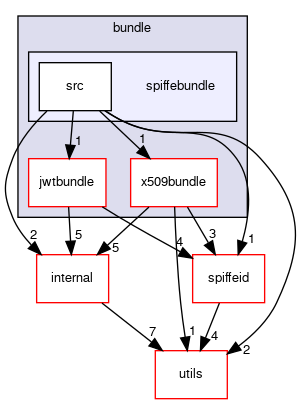 bundle
src
spiffebundle
1
1
jwtbundle
x509bundle
2
5
5
4
3
1
internal
spiffeid
7
1
4
2
utils